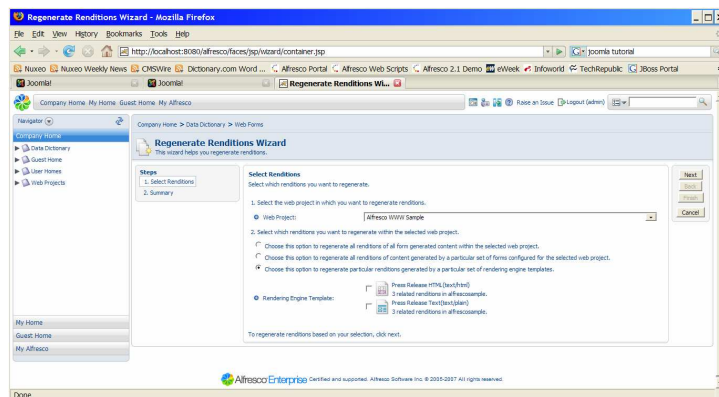 Regenerate Renditions Wizard - Mozilla Firefox
File Edit View History Bookmarks Tools Help
http://localhost:8080/alfresco/faces/jsp/wizard/container.jsp
joomla tutorial
Nuxeo Nuxeo Weekly News CMSWire Dictionary.com Word ... Alfresco Portal Alfresco Web Scripts Alfresco 2.1 Demo eWeek Infoworld TechRepublic JBoss Portal
Joomla! Joomla! Regenerate Renditions Wi...
Company Home My Home Guest Home My Alfresco
Raise an Issue Logout (admin)
Navigator
Company Home > Data Dictionary > Web Forms
Company Home
Data Dictionary
Guest Home
User Homes
Web Projects
Regenerate Renditions Wizard
This wizard helps you regenerate renditions.
Steps
1. Select Renditions
2. Summary
Select Renditions
Select which renditions you want to regenerate.
1. Select the web project in which you want to regenerate renditions.
Web Project: Alfresco WWW Sample
2. Select which renditions you want to regenerate within the selected web project.
Choose this option to regenerate all renditions of all form generated content within the selected web project.
Choose this option to regenerate all renditions of content generated by a particular set of forms configured for the selected web project.
Choose this option to regenerate particular renditions generated by a particular set of rendering engine templates.
Rendering Engine Template:
Press Release HTML(text/html)
3 related renditions in alfrescosample.
Press Release Text(text/plain)
3 related renditions in alfrescosample.
To regenerate renditions based on your selection, click next.
Next
Back
Finish
Cancel
My Home
Guest Home
My Alfresco
Alfresco Enterprise Certified and supported. Alfresco Software Inc. © 2005-2007 All rights reserved.
Done